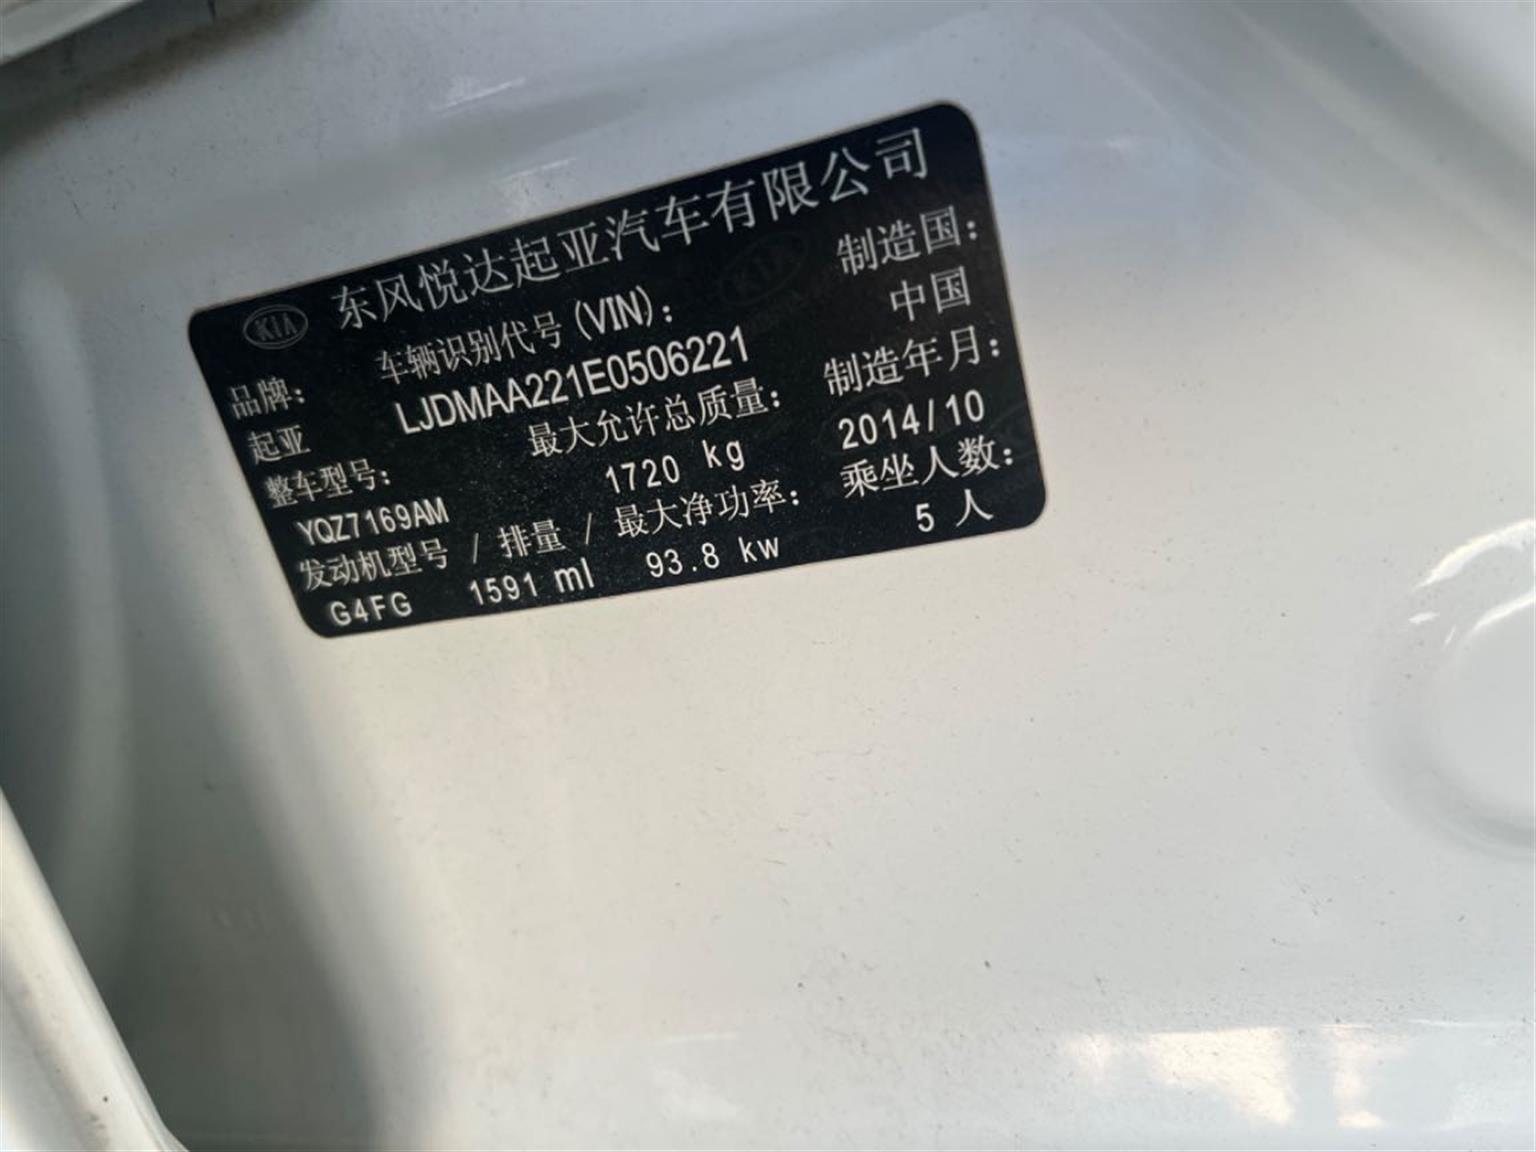 KIA 东风悦达起亚汽车有限公司
品牌： 车辆识别代号(VIN)： 制造国：
起亚 LJDMAA221E0506221 中国
整车型号： 最大允许总质量： 制造年月：
YQZ7169AM 1720 kg 2014/10
发动机型号 / 排量 / 最大净功率： 乘坐人数：
G4FG 1591 ml 93.8 kw 5 人